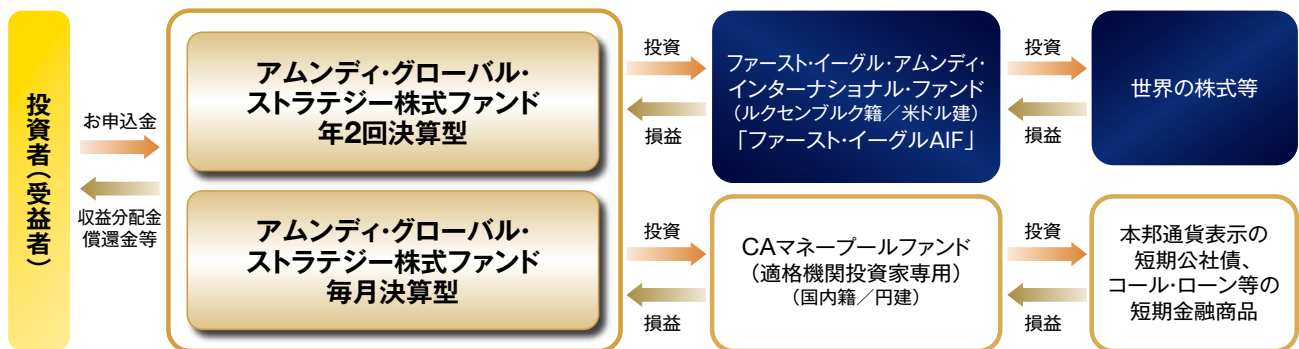 投資者（受益者）
お申込金
収益分配金
償還金等
アムンディ・グローバル・
ストラテジー株式ファンド
年2回決算型
アムンディ・グローバル・
ストラテジー株式ファンド
毎月決算型
投資
損益
ファースト・イーグル・アムンディ・
インターナショナル・ファンド
（ルクセンブルク籍／米ドル建）
「ファースト・イーグルAIF」
投資
損益
世界の株式等
投資
損益
CAマネープールファンド
（適格機関投資家専用）
（国内籍／円建）
投資
損益
本邦通貨表示の
短期公社債、
コール・ローン等の
短期金融商品